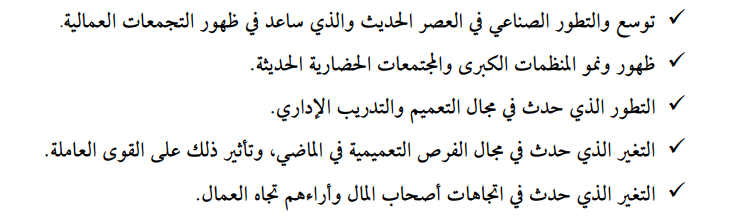 ✓ توسع والتطور الصناعي في العصر الحديث والذي ساعد في ظهور التجمعات العمالية.
✓ ظهور ونمو المنظمات الكبرى والمجتمعات الحضارية الحديثة.
✓ التطور الذي حدث في مجال التعميم والتدريب الإداري.
✓ التغير الذي حدث في مجال الفرص التعميمية في الماضي، وتأثير ذلك على القوى العاملة.
✓ التغير الذي حدث في اتجاهات أصحاب المال وأراءهم تجاه العمال.